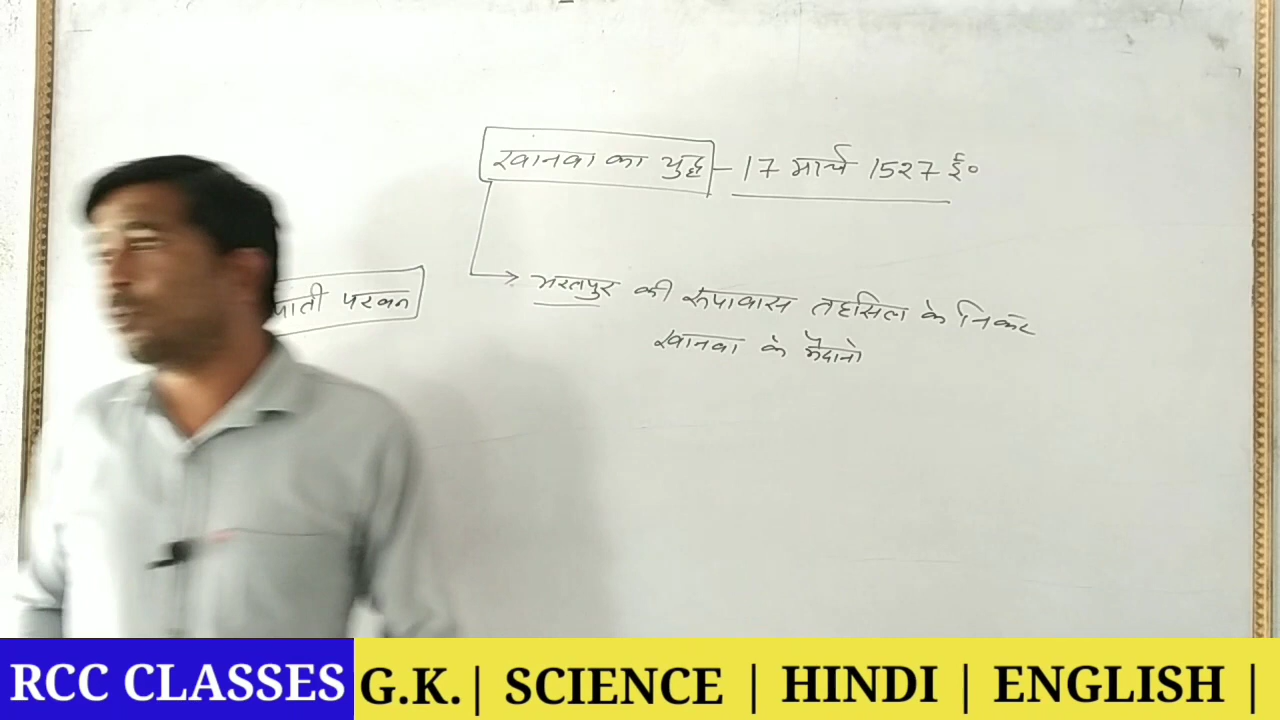 खानवा का युद्ध – 17 मार्च 1527 ई०
भरतपुर की रूपावास तहसिल के निकट
खानवा के मैदानो
पाती परवन
RCC CLASSES G.K. | SCIENCE | HINDI | ENGLISH |